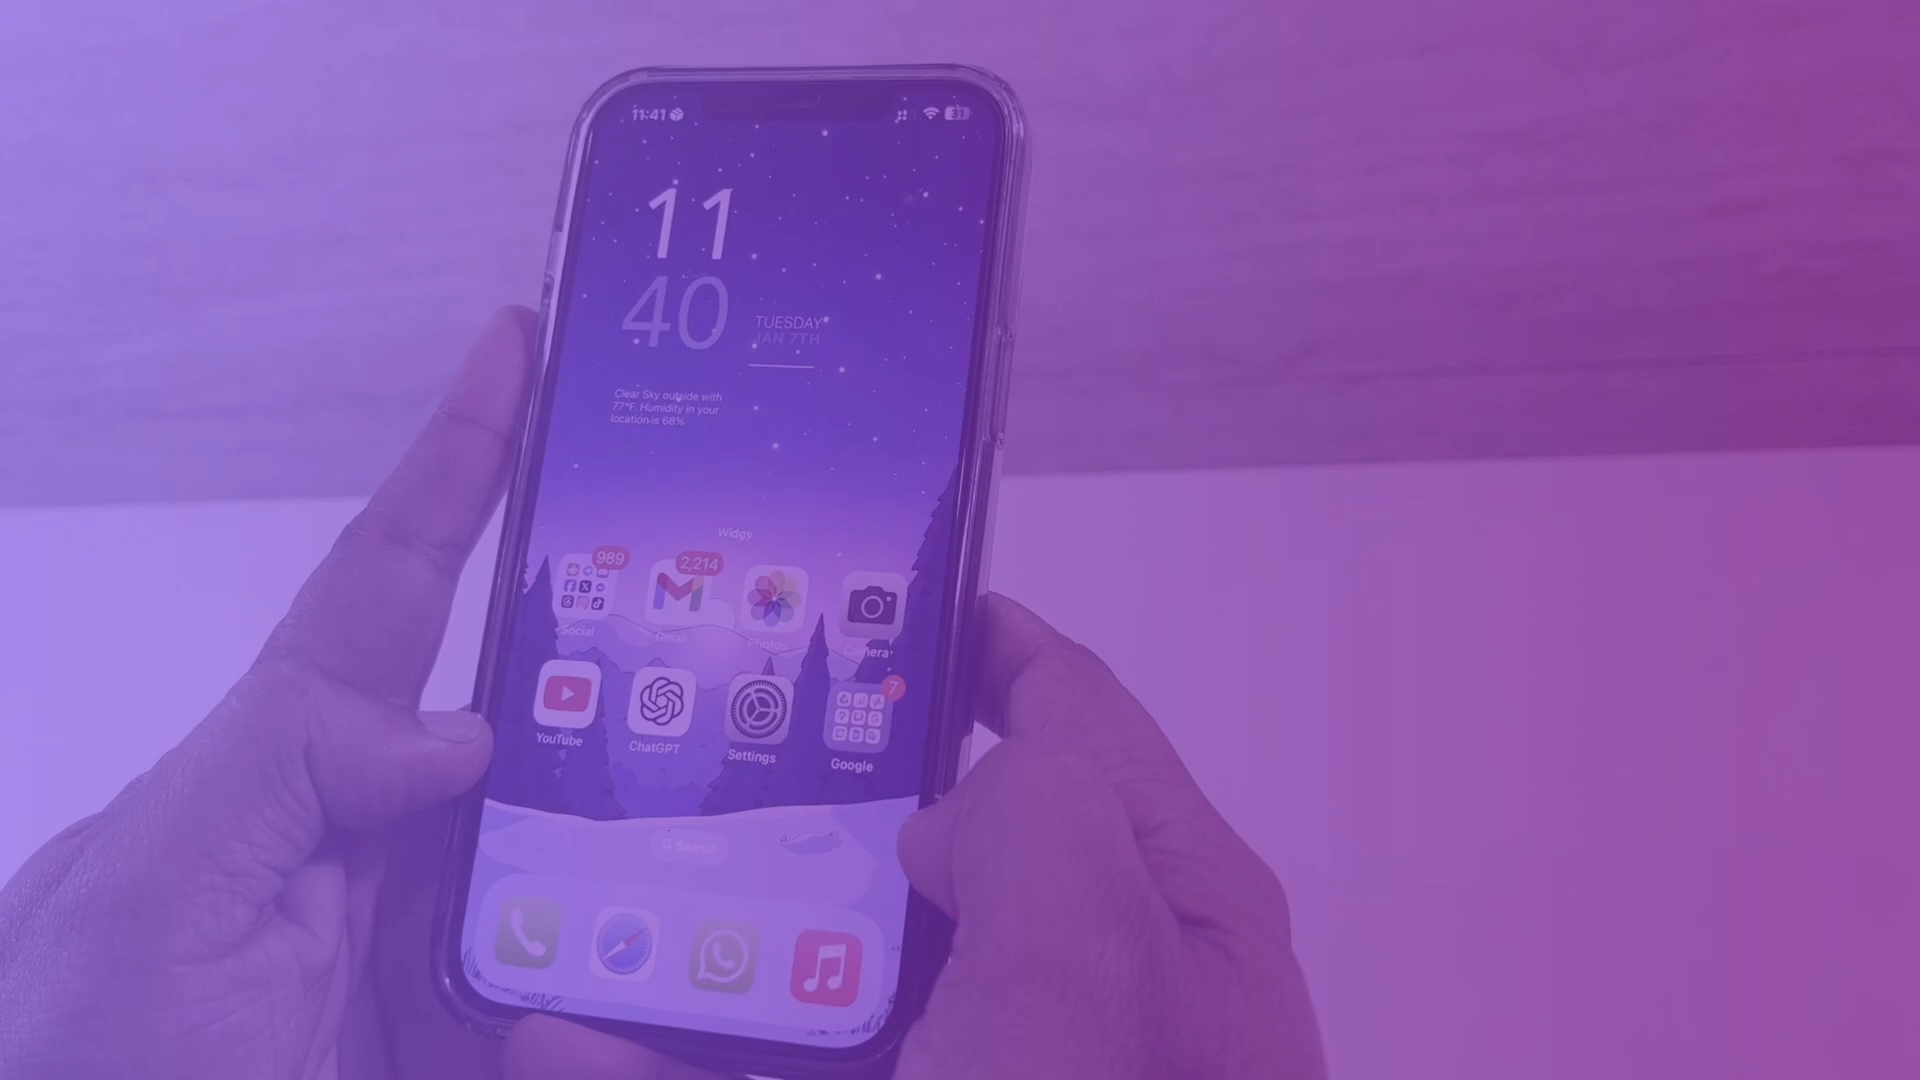 11:41
31
11
40
TUESDAY
JAN 7TH
Clear Sky outside with
77°F. Humidity in your
location is 68%
Widgy
989
2,214
Social
Gmail
Photos
Camera
7
YouTube
ChatGPT
Settings
Google
Search